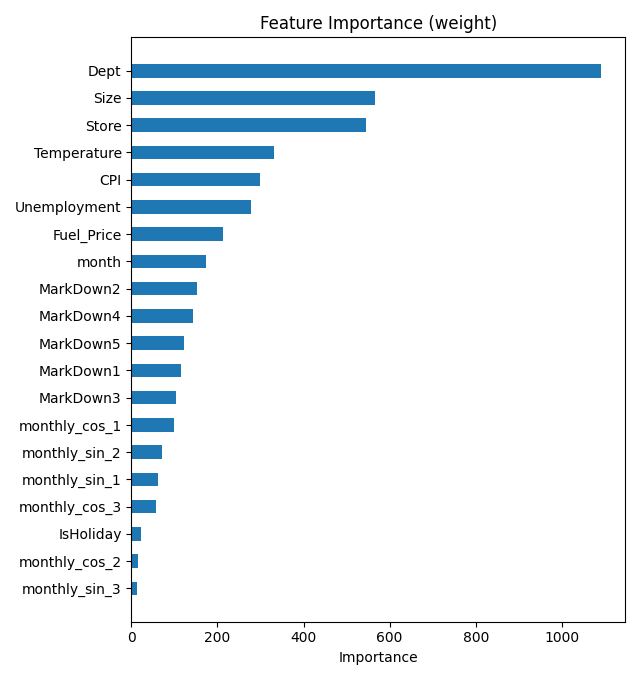 Feature Importance (weight)
Dept
Size
Store
Temperature
CPI
Unemployment
Fuel_Price
month
MarkDown2
MarkDown4
MarkDown5
MarkDown1
MarkDown3
monthly_cos_1
monthly_sin_2
monthly_sin_1
monthly_cos_3
IsHoliday
monthly_cos_2
monthly_sin_3
0 200 400 600 800 1000
Importance